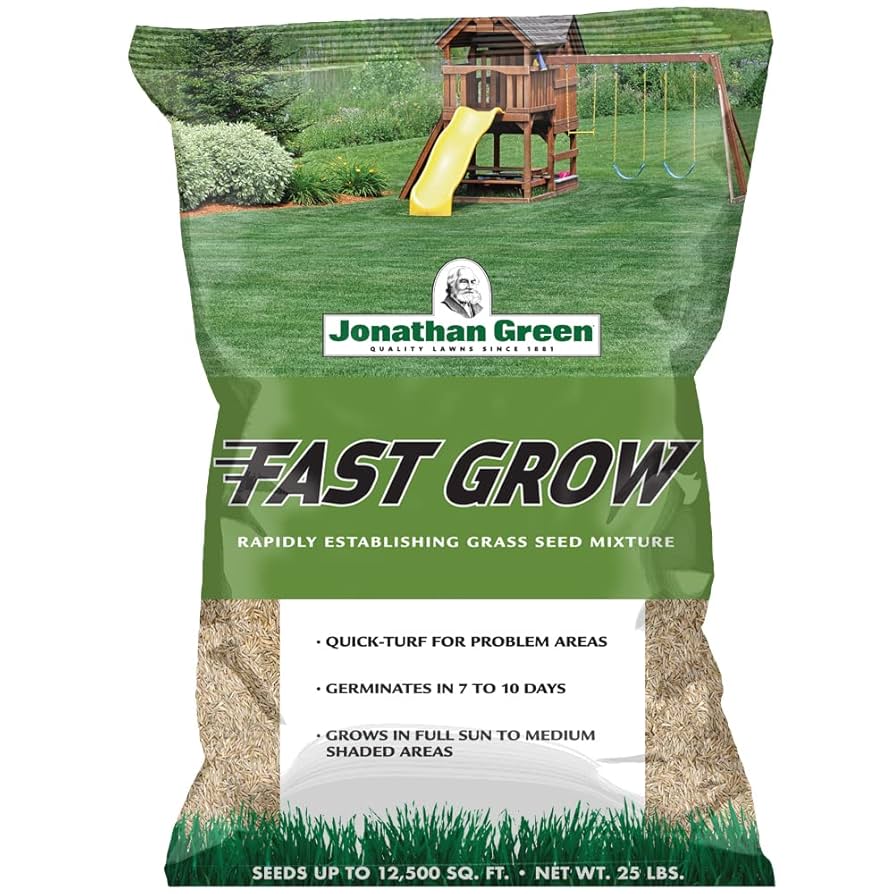 Jonathan Green
QUALITY LAWNS SINCE 1881
FAST GROW
RAPIDLY ESTABLISHING GRASS SEED MIXTURE
· QUICK-TURF FOR PROBLEM AREAS
· GERMINATES IN 7 TO 10 DAYS
· GROWS IN FULL SUN TO MEDIUM
SHADED AREAS
SEEDS UP TO 12,500 SQ. FT. • NET WT. 25 LBS.